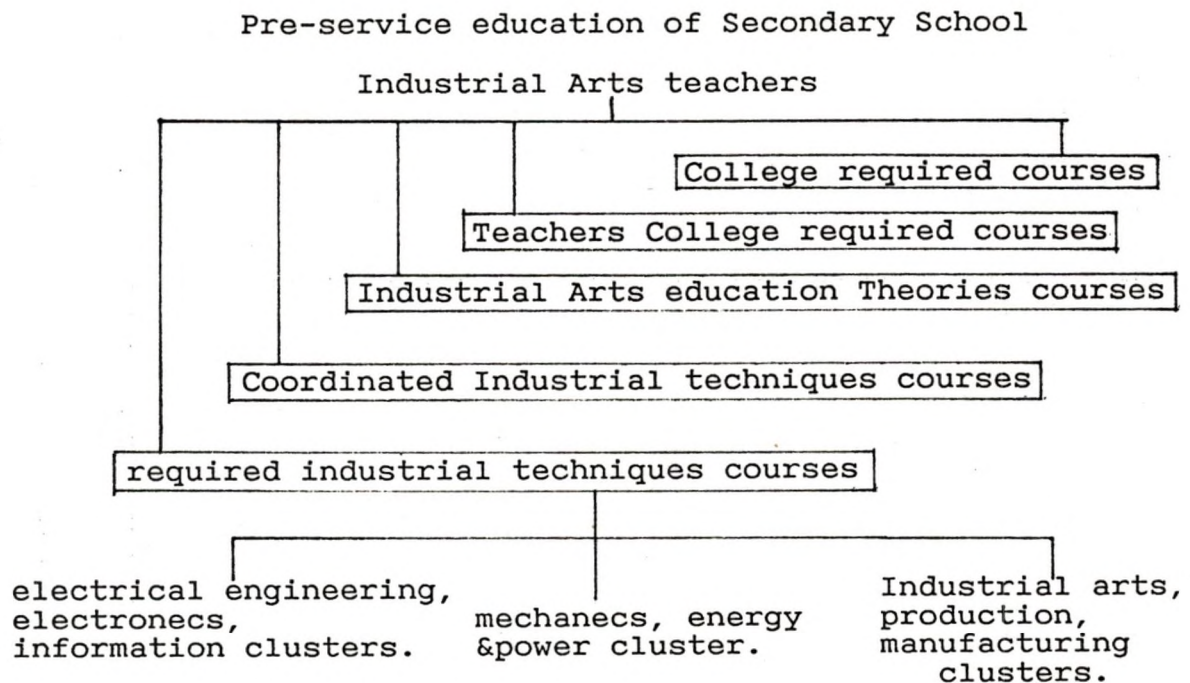 Pre-service education of Secondary School
Industrial Arts teachers
College required courses
Teachers College required courses
Industrial Arts education Theories courses
Coordinated Industrial techniques courses
required industrial techniques courses
electrical engineering,
electronecs,
information clusters.
mechanecs, energy
&power cluster.
Industrial arts,
production,
manufacturing
clusters.